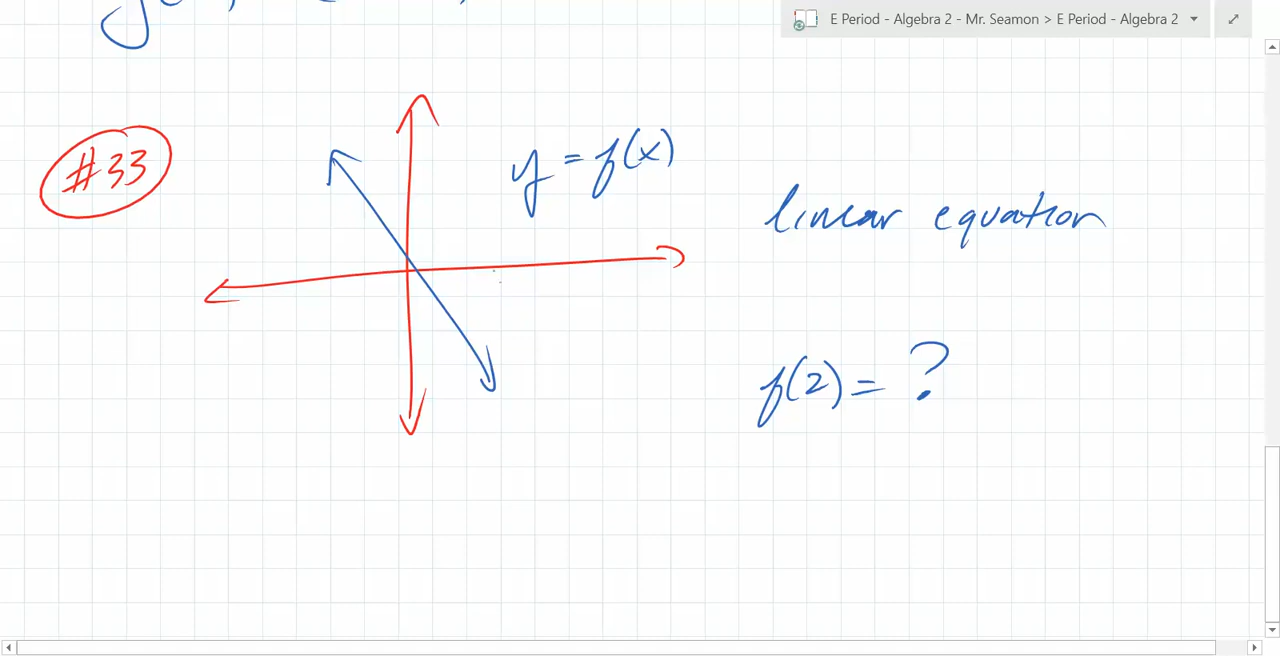 E Period - Algebra 2 - Mr. Seamon > E Period - Algebra 2
#33
y = f(x)
linear equation
f(2) = ?